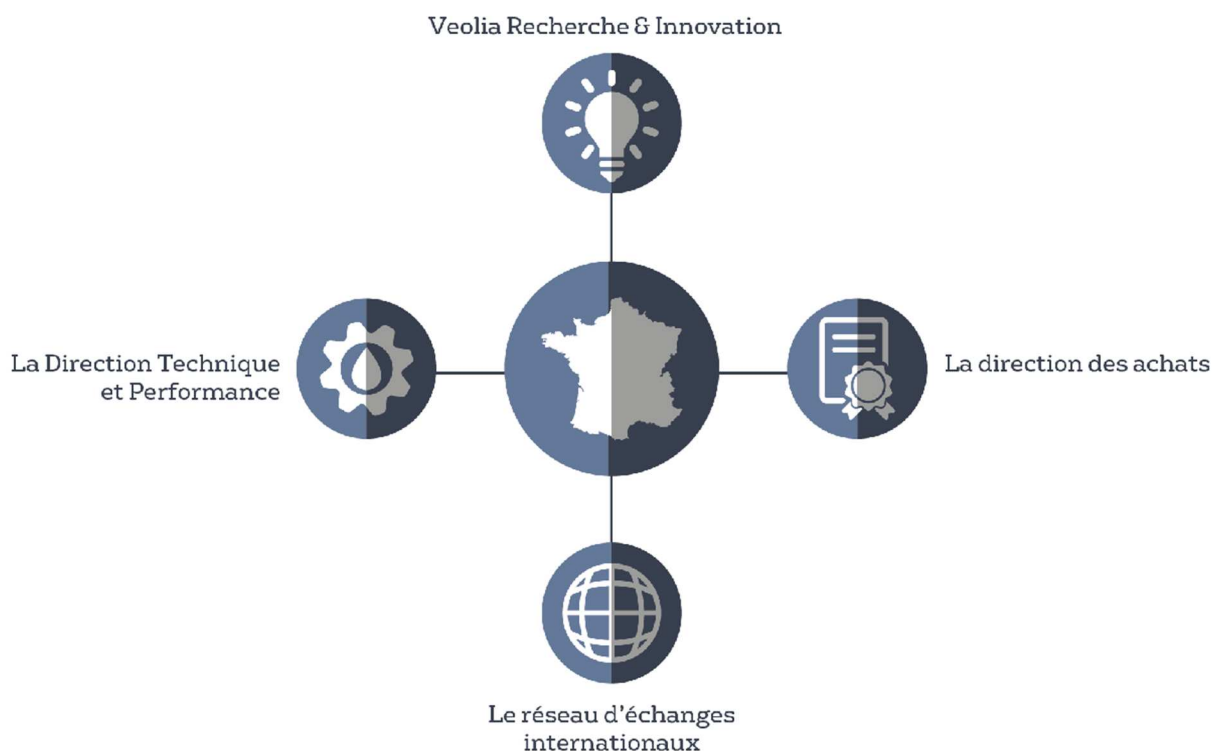 Veolia Recherche & Innovation
La Direction Technique
et Performance
La direction des achats
Le réseau d'échanges
internationaux